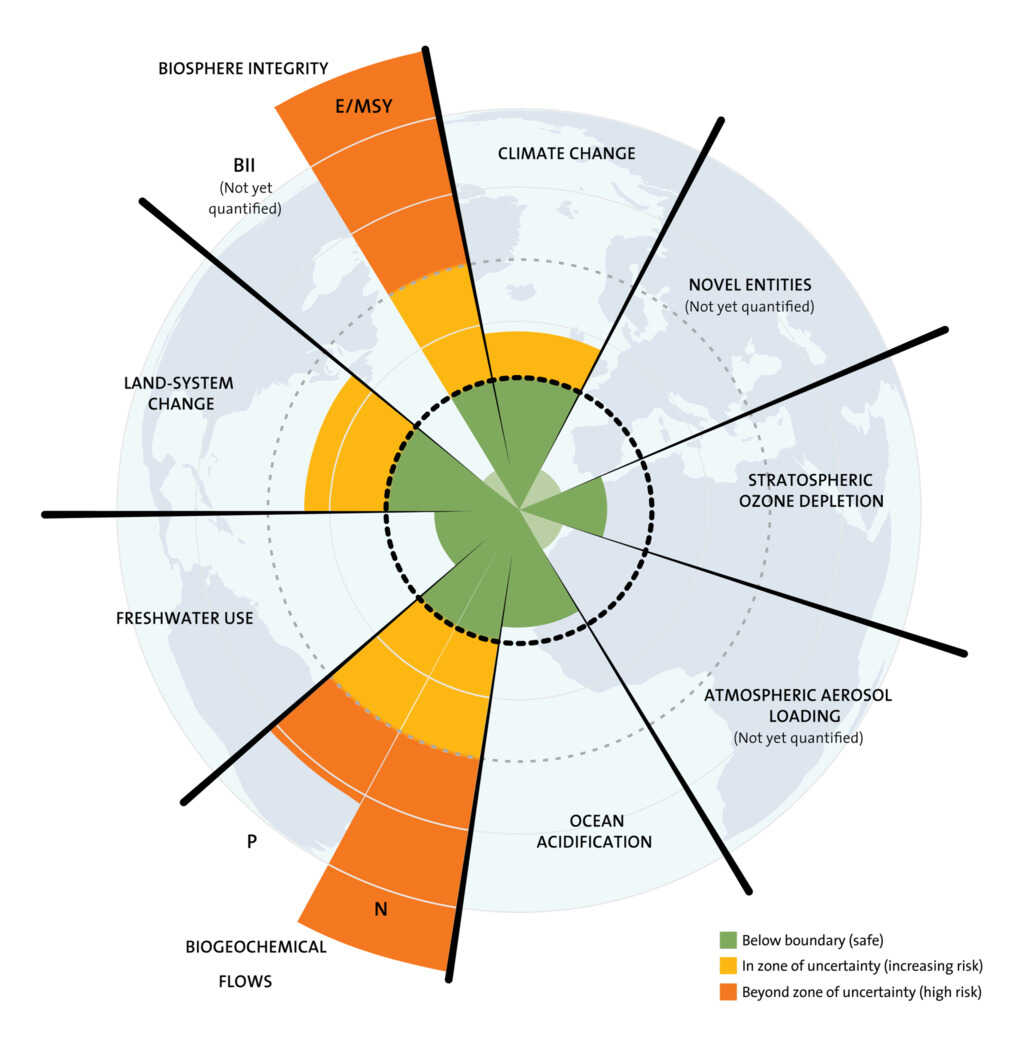 BIOSPHERE INTEGRITY
E/MSY
BII
(Not yet
quantified)
CLIMATE CHANGE
NOVEL ENTITIES
(Not yet quantified)
LAND-SYSTEM
CHANGE
STRATOSPHERIC
OZONE DEPLETION
FRESHWATER USE
ATMOSPHERIC AEROSOL
LOADING
(Not yet quantified)
OCEAN
ACIDIFICATION
P
N
BIOGEOCHEMICAL
FLOWS
Below boundary (safe)
In zone of uncertainty (increasing risk)
Beyond zone of uncertainty (high risk)